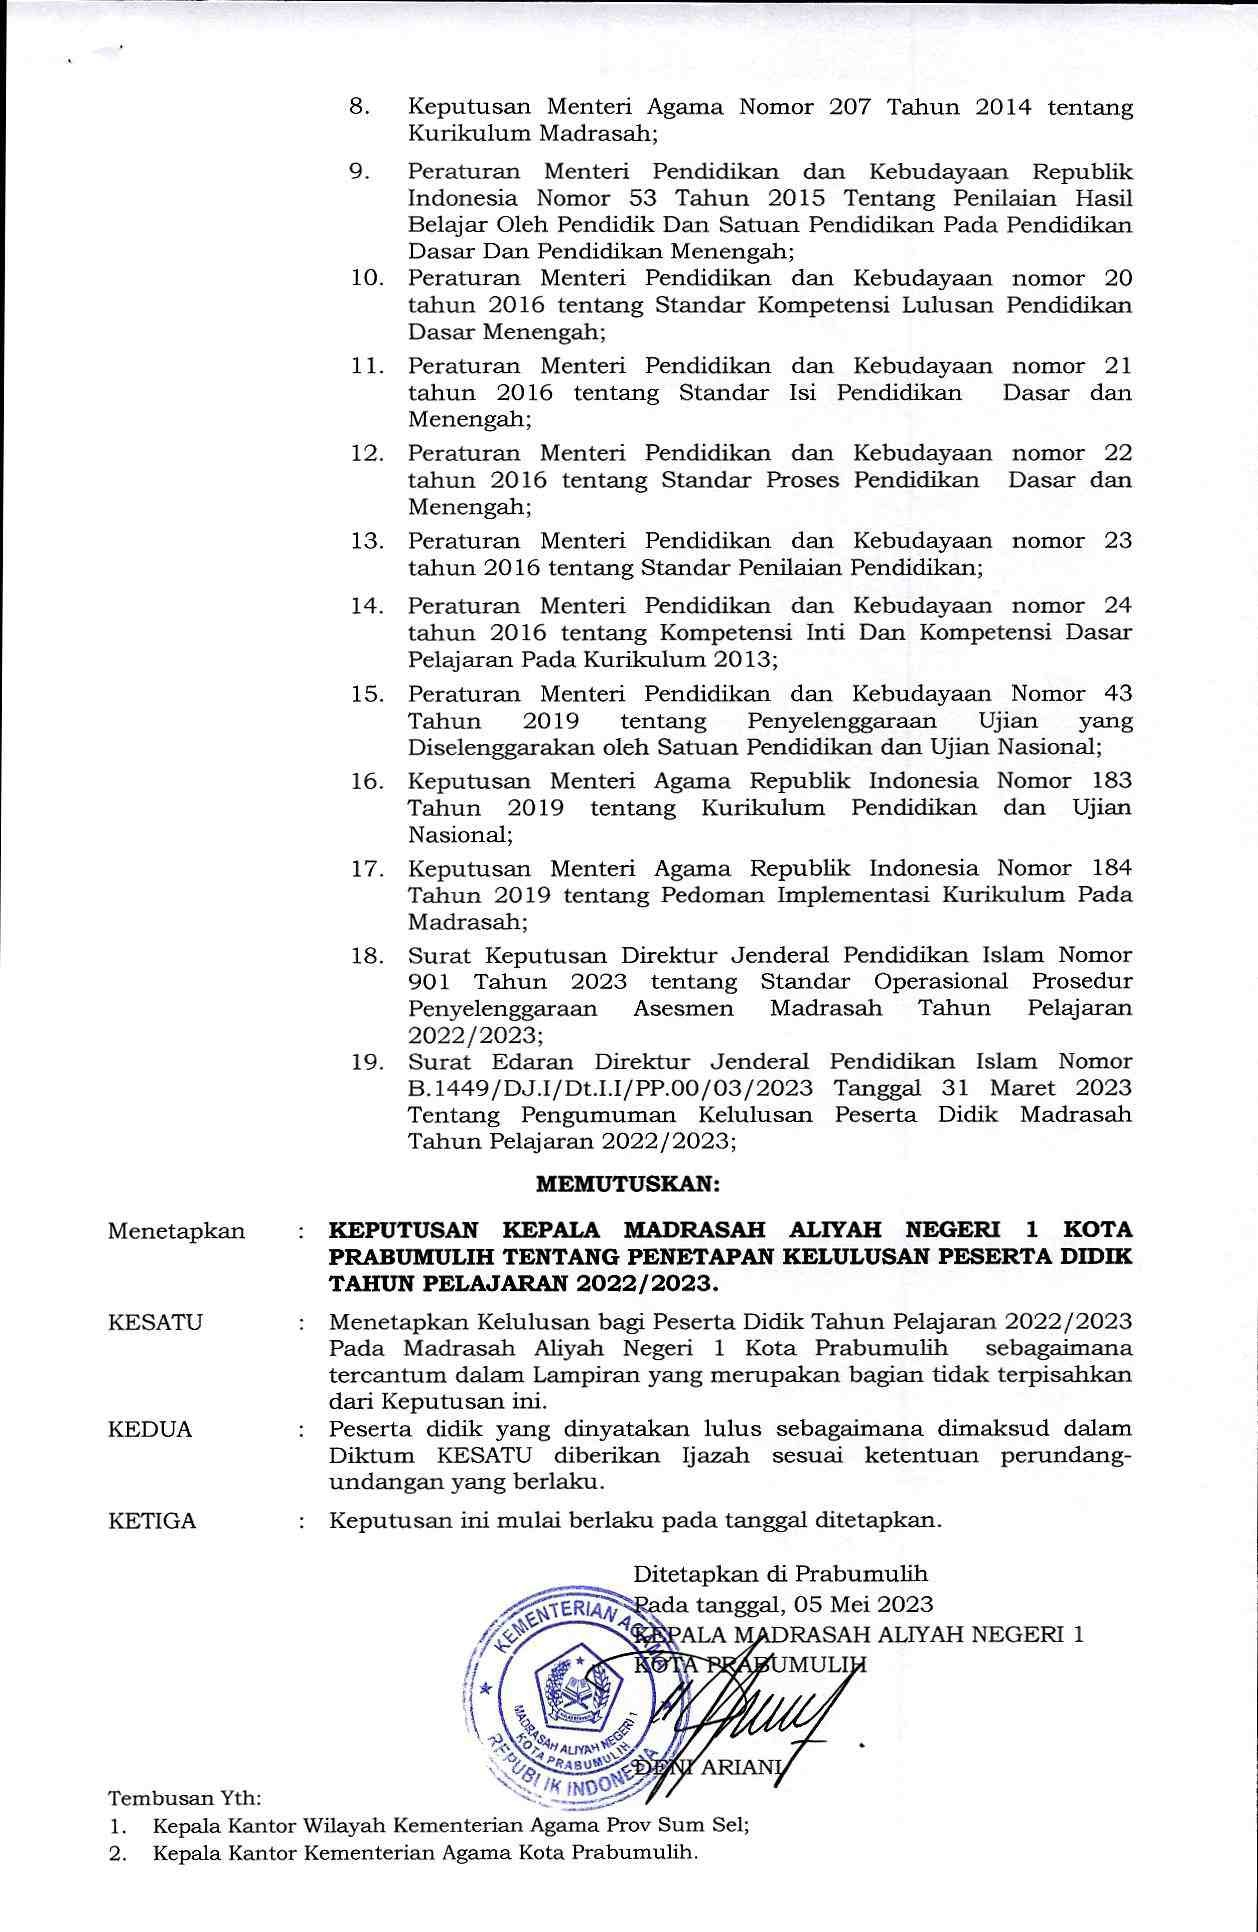 8. Keputusan Menteri Agama Nomor 207 Tahun 2014 tentang
Kurikulum Madrasah;
9. Peraturan Menteri Pendidikan dan Kebudayaan Republik
Indonesia Nomor 53 Tahun 2015 Tentang Penilaian Hasil
Belajar Oleh Pendidik Dan Satuan Pendidikan Pada Pendidikan
Dasar Dan Pendidikan Menengah;
10. Peraturan Menteri Pendidikan dan Kebudayaan nomor 20
tahun 2016 tentang Standar Kompetensi Lulusan Pendidikan
Dasar Menengah;
11. Peraturan Menteri Pendidikan dan Kebudayaan nomor 21
tahun 2016 tentang Standar Isi Pendidikan Dasar dan
Menengah;
12. Peraturan Menteri Pendidikan dan Kebudayaan nomor 22
tahun 2016 tentang Standar Proses Pendidikan Dasar dan
Menengah;
13. Peraturan Menteri Pendidikan dan Kebudayaan nomor 23
tahun 2016 tentang Standar Penilaian Pendidikan;
14. Peraturan Menteri Pendidikan dan Kebudayaan nomor 24
tahun 2016 tentang Kompetensi Inti Dan Kompetensi Dasar
Pelajaran Pada Kurikulum 2013;
15. Peraturan Menteri Pendidikan dan Kebudayaan Nomor 43
Tahun 2019 tentang Penyelenggaraan Ujian yang
Diselenggarakan oleh Satuan Pendidikan dan Ujian Nasional;
16. Keputusan Menteri Agama Republik Indonesia Nomor 183
Tahun 2019 tentang Kurikulum Pendidikan dan Ujian
Nasional;
17. Keputusan Menteri Agama Republik Indonesia Nomor 184
Tahun 2019 tentang Pedoman Implementasi Kurikulum Pada
Madrasah;
18. Surat Keputusan Direktur Jenderal Pendidikan Islam Nomor
901 Tahun 2023 tentang Standar Operasional Prosedur
Penyelenggaraan Asesmen Madrasah Tahun Pelajaran
2022/2023;
19. Surat Edaran Direktur Jenderal Pendidikan Islam Nomor
B.1449/DJ.I/Dt.I.I/PP.00/03/2023 Tanggal 31 Maret 2023
Tentang Pengumuman Kelulusan Peserta Didik Madrasah
Tahun Pelajaran 2022/2023;
MEMUTUSKAN:
Menetapkan : KEPUTUSAN KEPALA MADRASAH ALIYAH NEGERI 1 KOTA
PRABUMULIH TENTANG PENETAPAN KELULUSAN PESERTA DIDIK
TAHUN PELAJARAN 2022/2023.
KESATU : Menetapkan Kelulusan bagi Peserta Didik Tahun Pelajaran 2022/2023
Pada Madrasah Aliyah Negeri 1 Kota Prabumulih sebagaimana
tercantum dalam Lampiran yang merupakan bagian tidak terpisahkan
dari Keputusan ini.
KEDUA : Peserta didik yang dinyatakan lulus sebagaimana dimaksud dalam
Diktum KESATU diberikan Ijazah sesuai ketentuan perundang-
undangan yang berlaku.
KETIGA : Keputusan ini mulai berlaku pada tanggal ditetapkan.
Ditetapkan di Prabumulih
Pada tanggal, 05 Mei 2023
KEPALA MADRASAH ALIYAH NEGERI 1
KOTA PRABUMULIH
KEMENTERIAN AGAMA
MADRASAH ALIYAH NEGERI 1
KOTA PRABUMULIH
REPUBLIK INDONESIA
DENI ARIANI
Tembusan Yth:
1. Kepala Kantor Wilayah Kementerian Agama Prov Sum Sel;
2. Kepala Kantor Kementerian Agama Kota Prabumulih.